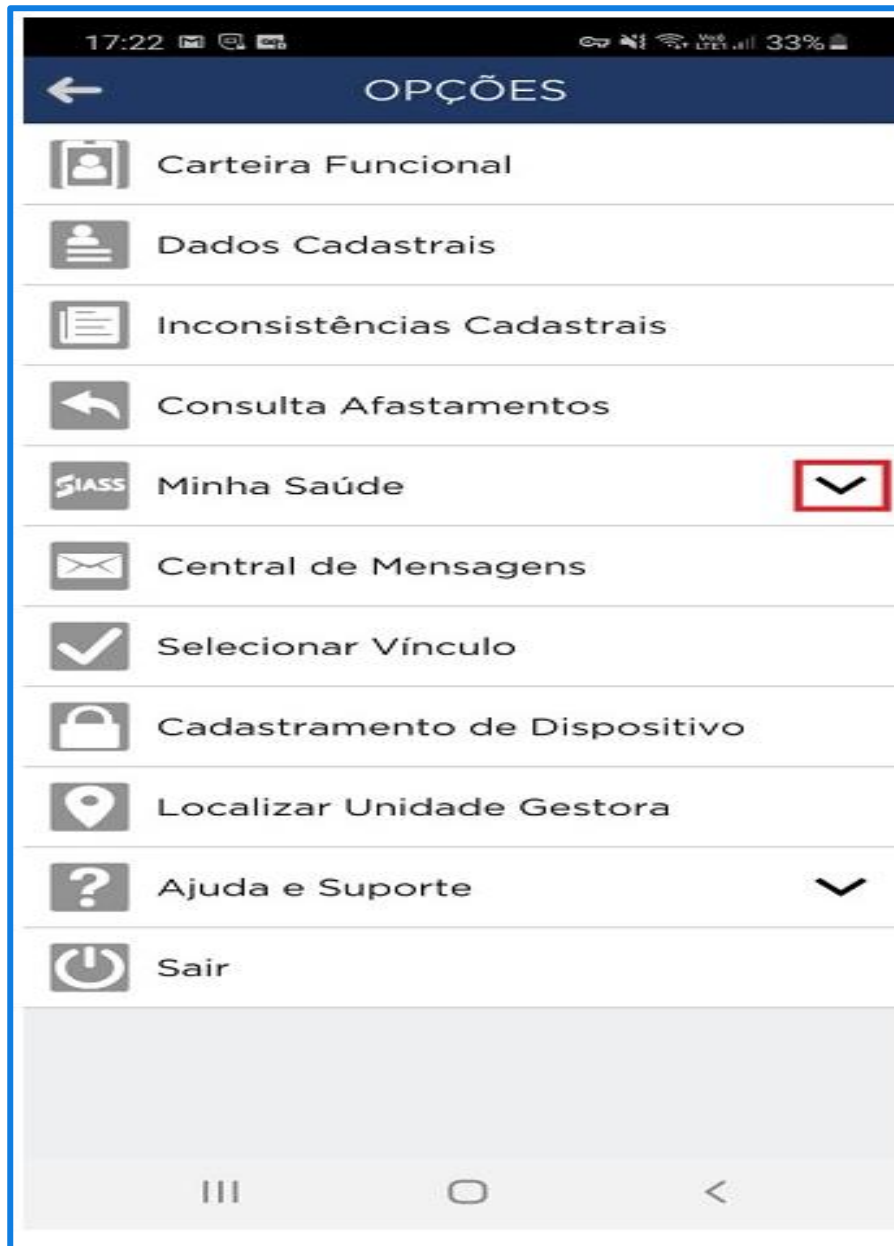 17:22 33%
OPÇÕES
Carteira Funcional
Dados Cadastrais
Inconsistências Cadastrais
Consulta Afastamentos
SIASS Minha Saúde
Central de Mensagens
Selecionar Vínculo
Cadastramento de Dispositivo
Localizar Unidade Gestora
? Ajuda e Suporte
Sair